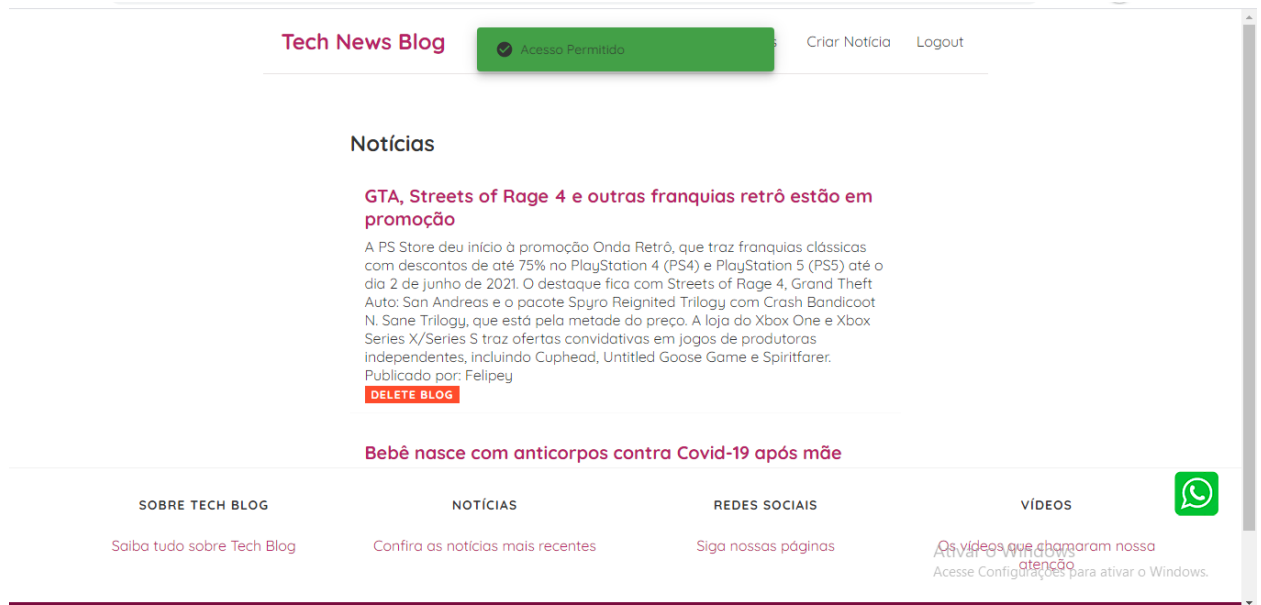 Tech News Blog
Acesso Permitido
Criar Notícia
Logout
Notícias
GTA, Streets of Rage 4 e outras franquias retrô estão em
promoção
A PS Store deu início à promoção Onda Retrô, que traz franquias clássicas
com descontos de até 75% no PlayStation 4 (PS4) e PlayStation 5 (PS5) até o
dia 2 de junho de 2021. O destaque fica com Streets of Rage 4, Grand Theft
Auto: San Andreas e o pacote Spyro Reignited Trilogy com Crash Bandicoot
N. Sane Trilogy, que está pela metade do preço. A loja do Xbox One e Xbox
Series X/Series S traz ofertas convidativas em jogos de produtoras
independentes, incluindo Cuphead, Untitled Goose Game e Spiritfarer.
Publicado por: Felipey
DELETE BLOG
Bebê nasce com anticorpos contra Covid-19 após mãe
SOBRE TECH BLOG
Saiba tudo sobre Tech Blog
NOTÍCIAS
Confira as notícias mais recentes
REDES SOCIAIS
Siga nossas páginas
VÍDEOS
Os vídeos que chamaram nossa
atenção
Ativar o Windows
Acesse Configurações para ativar o Windows.